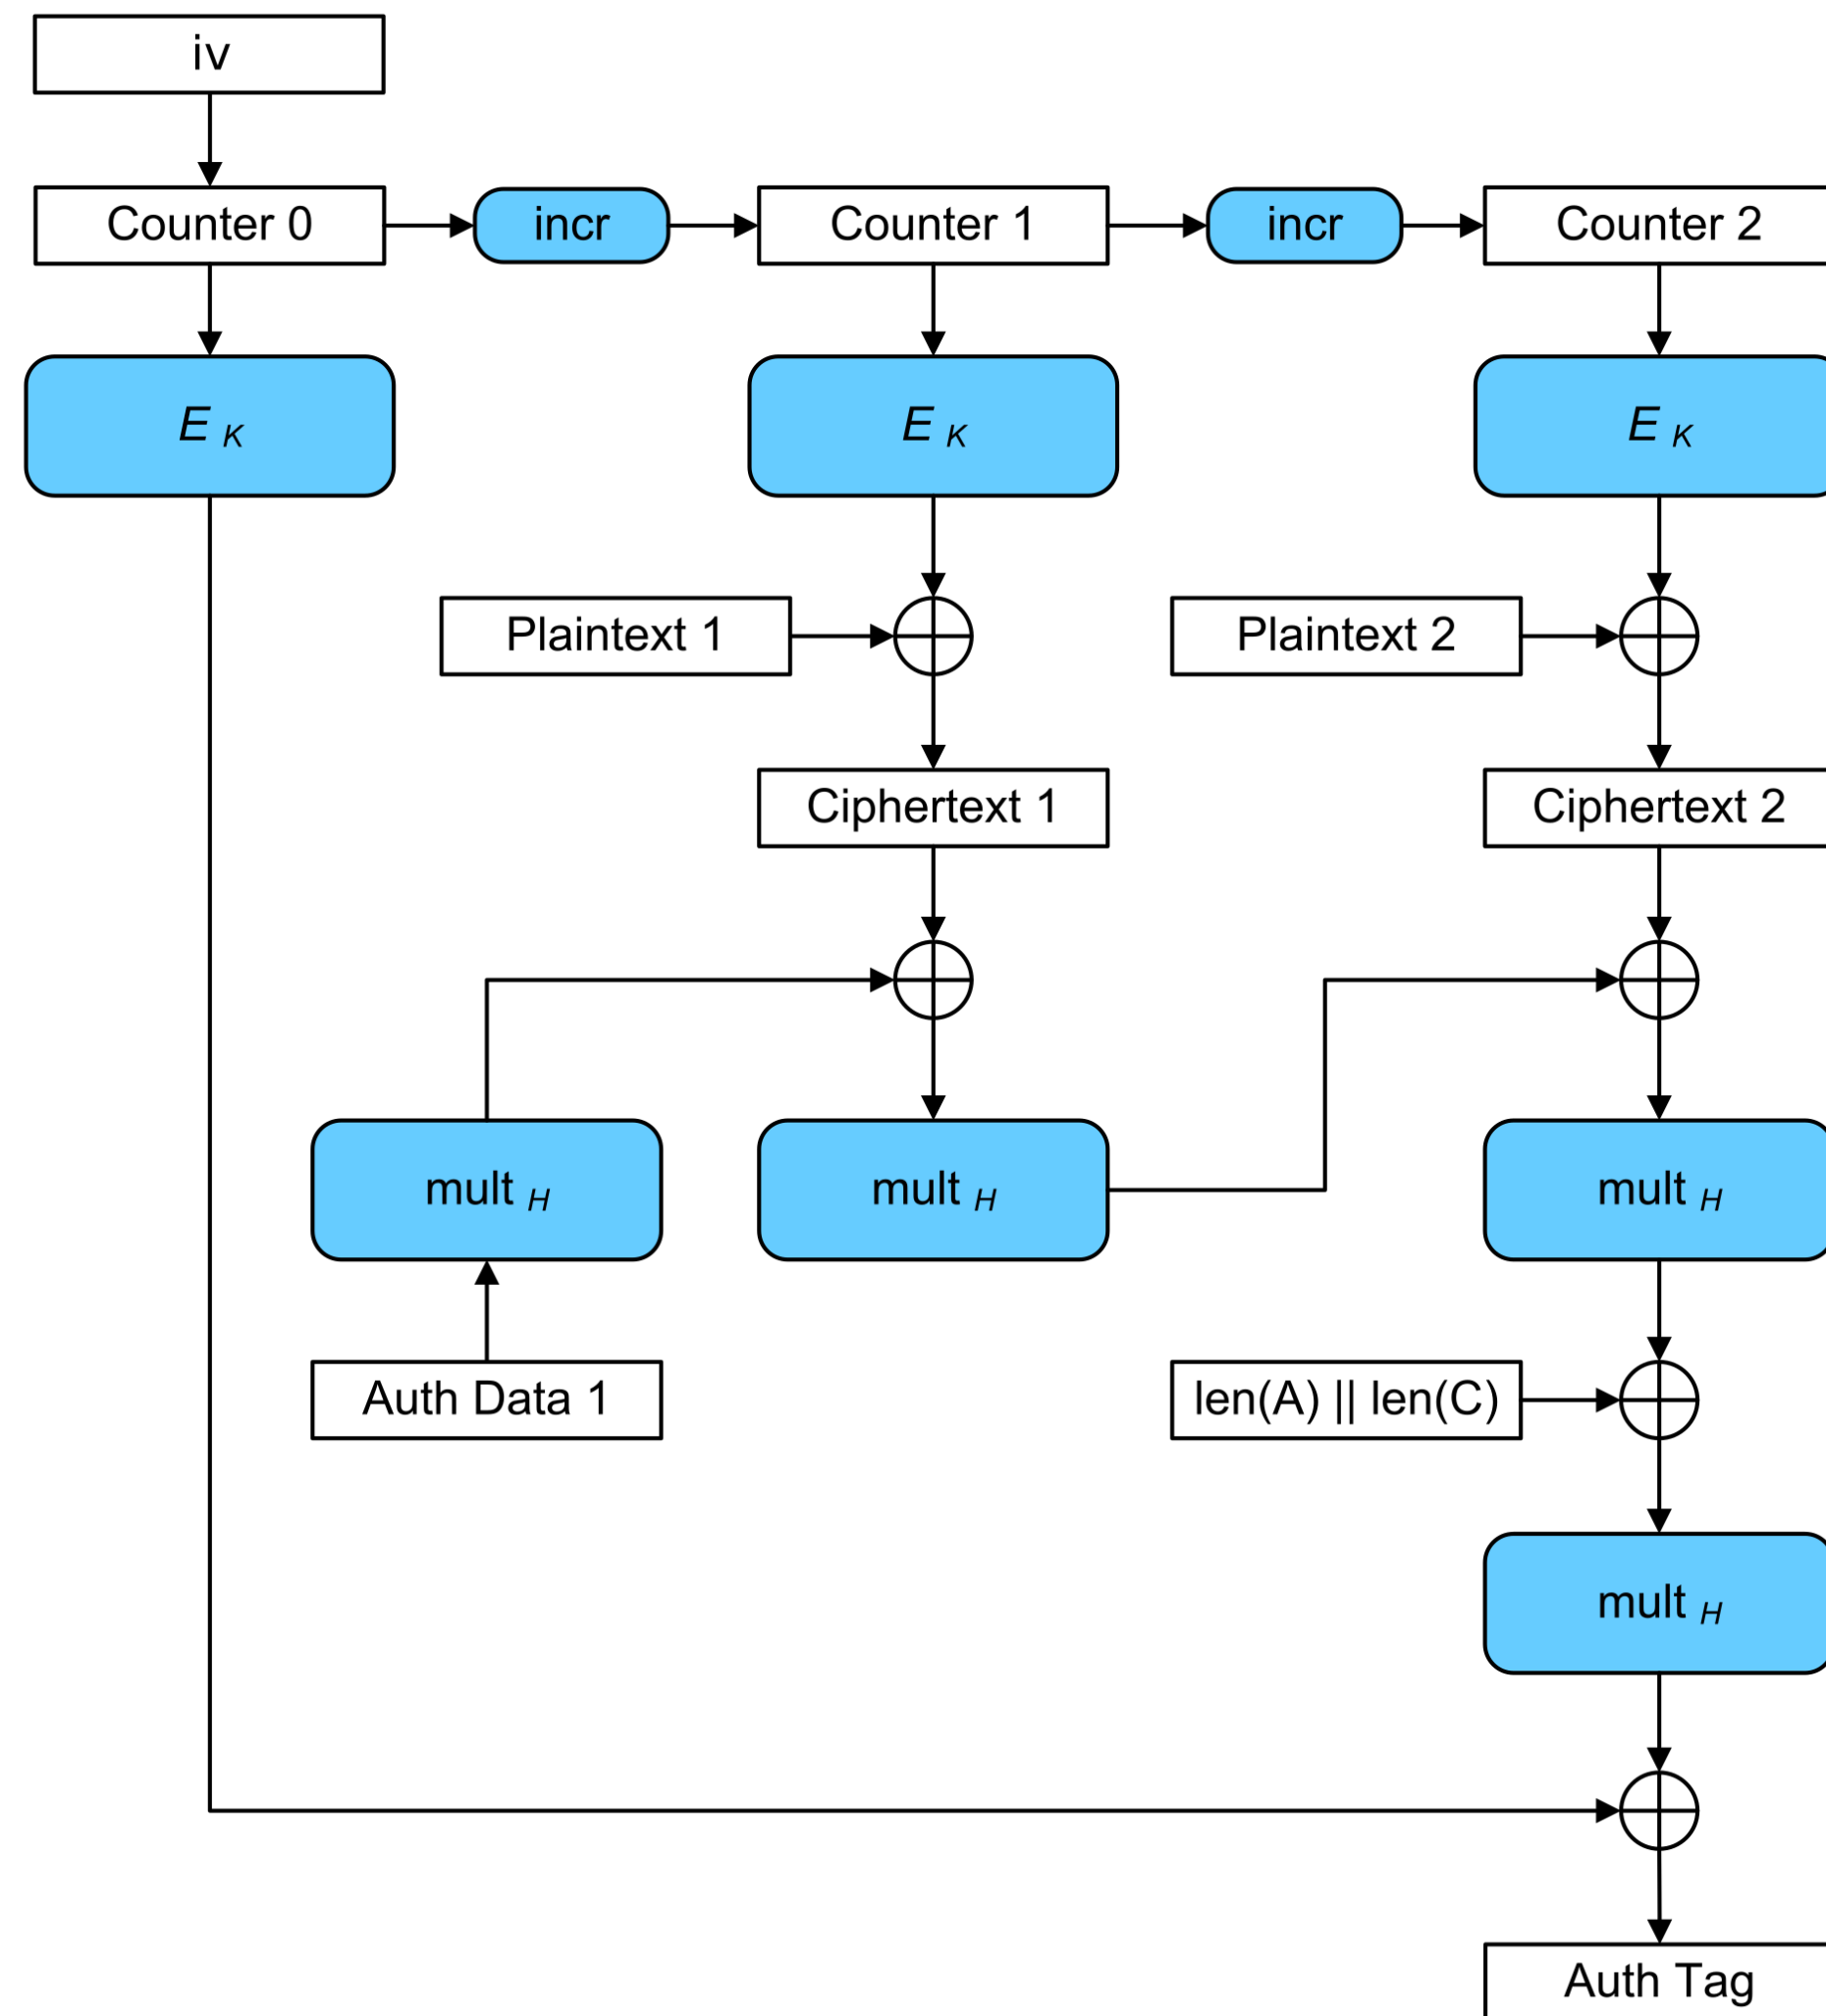 iv
Counter 0
incr
Counter 1
incr
Counter 2
E K
E K
E K
Plaintext 1
Plaintext 2
Ciphertext 1
Ciphertext 2
mult H
mult H
mult H
Auth Data 1
len(A) || len(C)
mult H
Auth Tag